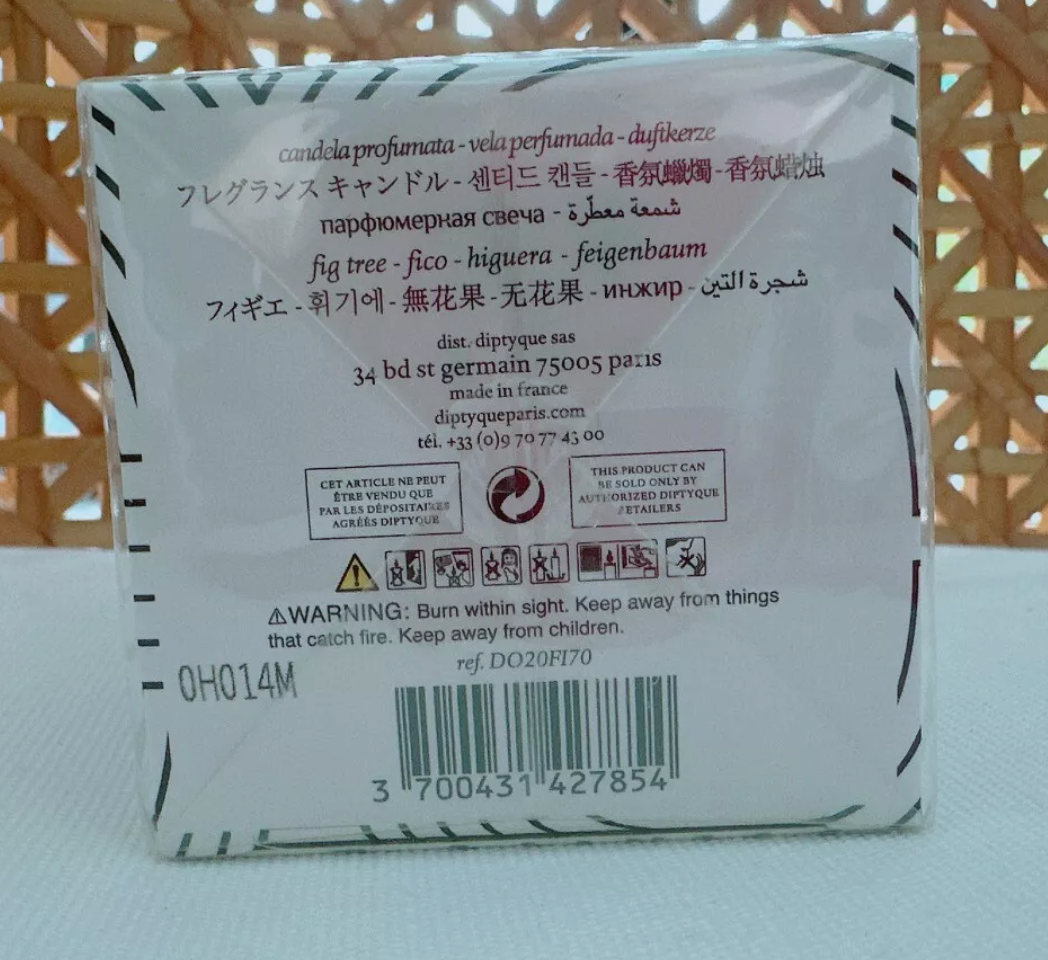 candela profumata - vela perfumada - duftkerze
フレグランス キャンドル - 센티드 캔들 - 香氛蠟燭 - 香氛蜡烛
парфюмерная свеча - شمعة معطّرة
fig tree - fico - higuera - feigenbaum
フィギエ - 휘기에 - 無花果 - 无花果 - инжир - شجرة التين
dist. diptyque sas
34 bd st germain 75005 paris
made in france
diptyqueparis.com
tél. +33 (0)9 70 77 43 00
CET ARTICLE NE PEUT
ÊTRE VENDU QUE
PAR LES DÉPOSITAIRES
AGRÉÉS DIPTYQUE
THIS PRODUCT CAN
BE SOLD ONLY BY
AUTHORIZED DIPTYQUE
RETAILERS
⚠WARNING: Burn within sight. Keep away from things
that catch fire. Keep away from children.
ref. DO20FI70
0H014M
3 700431 427854